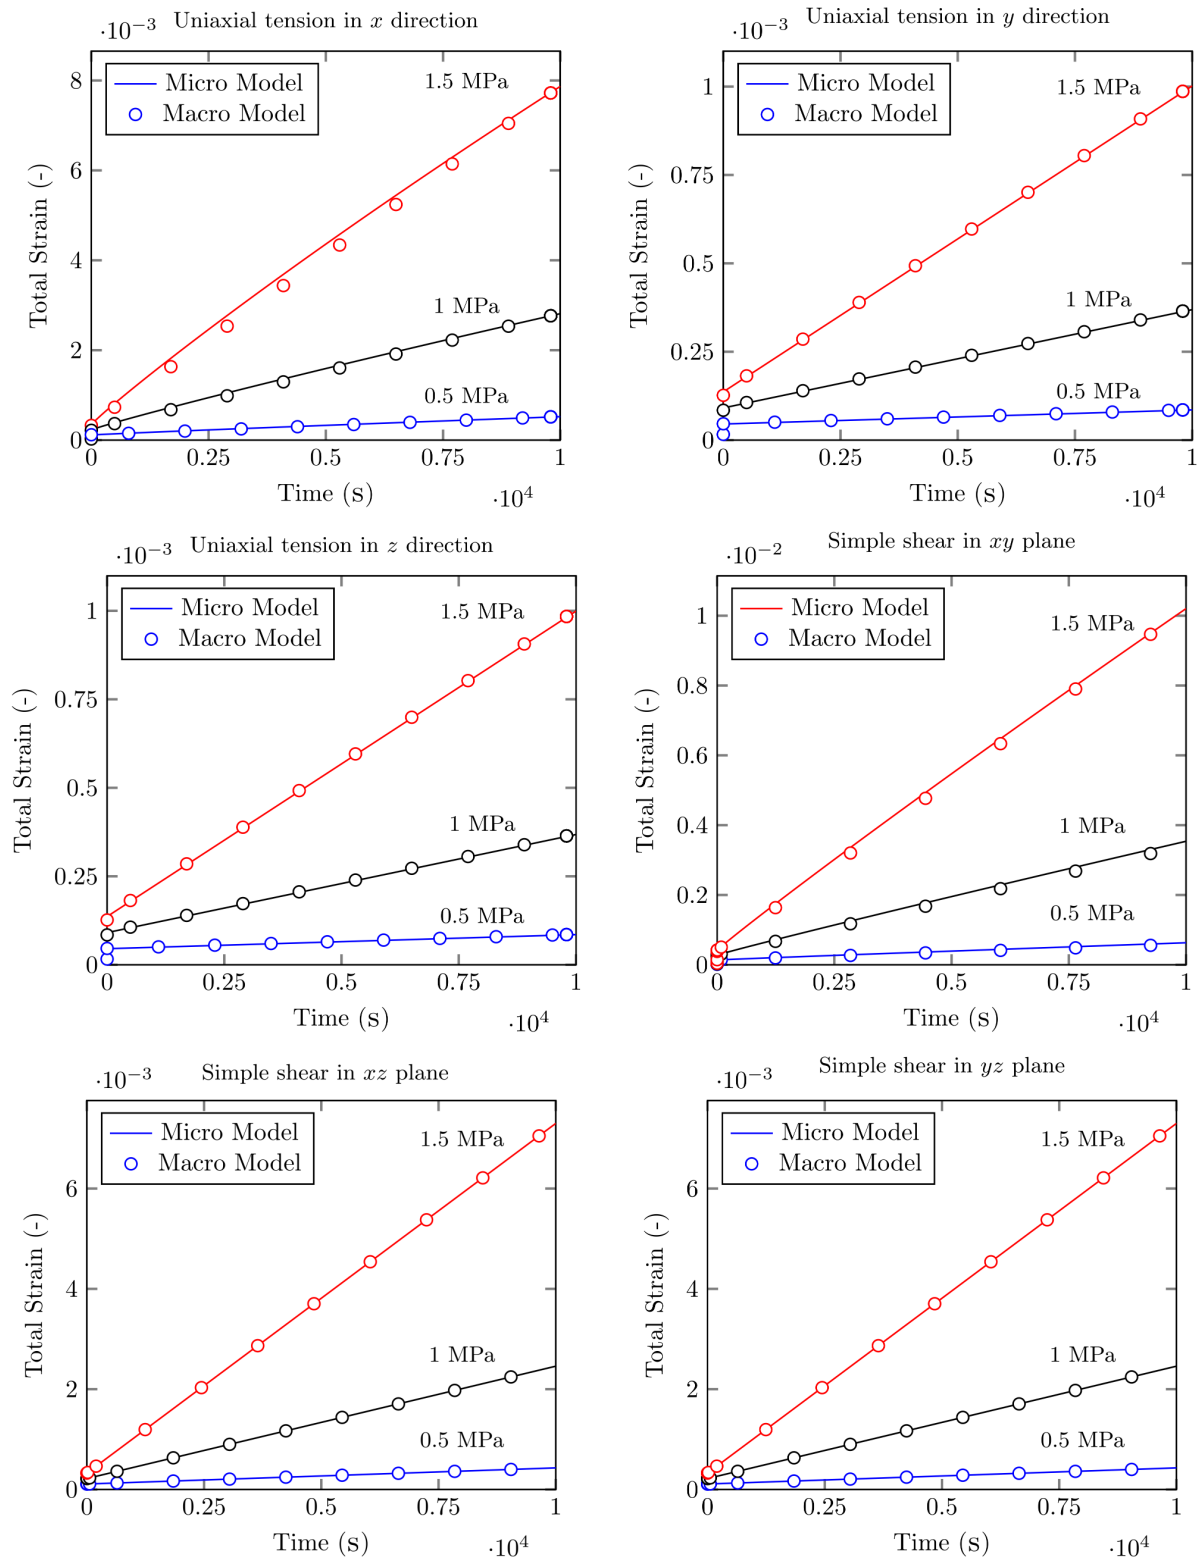 ·10⁻³ Uniaxial tension in x direction
Micro Model
Macro Model
1.5 MPa
1 MPa
0.5 MPa
8
6
4
2
0
0 0.25 0.5 0.75 1
Total Strain (-)
Time (s)
·10⁴
·10⁻³ Uniaxial tension in y direction
Micro Model
Macro Model
1.5 MPa
1 MPa
0.5 MPa
1
0.75
0.5
0.25
0
0 0.25 0.5 0.75 1
Total Strain (-)
Time (s)
·10⁴
·10⁻³ Uniaxial tension in z direction
Micro Model
Macro Model
1.5 MPa
1 MPa
0.5 MPa
1
0.75
0.5
0.25
0
0 0.25 0.5 0.75 1
Total Strain (-)
Time (s)
·10⁴
·10⁻² Simple shear in xy plane
Micro Model
Macro Model
1.5 MPa
1 MPa
0.5 MPa
1
0.8
0.6
0.4
0.2
0
0 0.25 0.5 0.75 1
Total Strain (-)
Time (s)
·10⁴
·10⁻³ Simple shear in xz plane
Micro Model
Macro Model
1.5 MPa
1 MPa
0.5 MPa
6
4
2
0
0 0.25 0.5 0.75 1
Total Strain (-)
Time (s)
·10⁴
·10⁻³ Simple shear in yz plane
Micro Model
Macro Model
1.5 MPa
1 MPa
0.5 MPa
6
4
2
0
0 0.25 0.5 0.75 1
Total Strain (-)
Time (s)
·10⁴